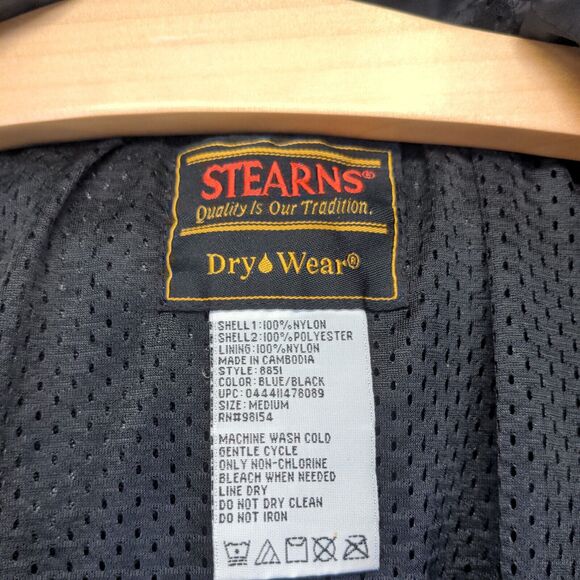 STEARNS®
Quality Is Our Tradition.
Dry Wear®
SHELL 1:100%NYLON
SHELL2:100%POLYESTER
LINING:100%NYLON
MADE IN CAMBODIA
STYLE:8851
COLOR:BLUE/BLACK
UPC:044411478089
SIZE:MEDIUM
RN#98154
MACHINE WASH COLD
GENTLE CYCLE
ONLY NON-CHLORINE
BLEACH WHEN NEEDED
LINE DRY
DO NOT DRY CLEAN
DO NOT IRON